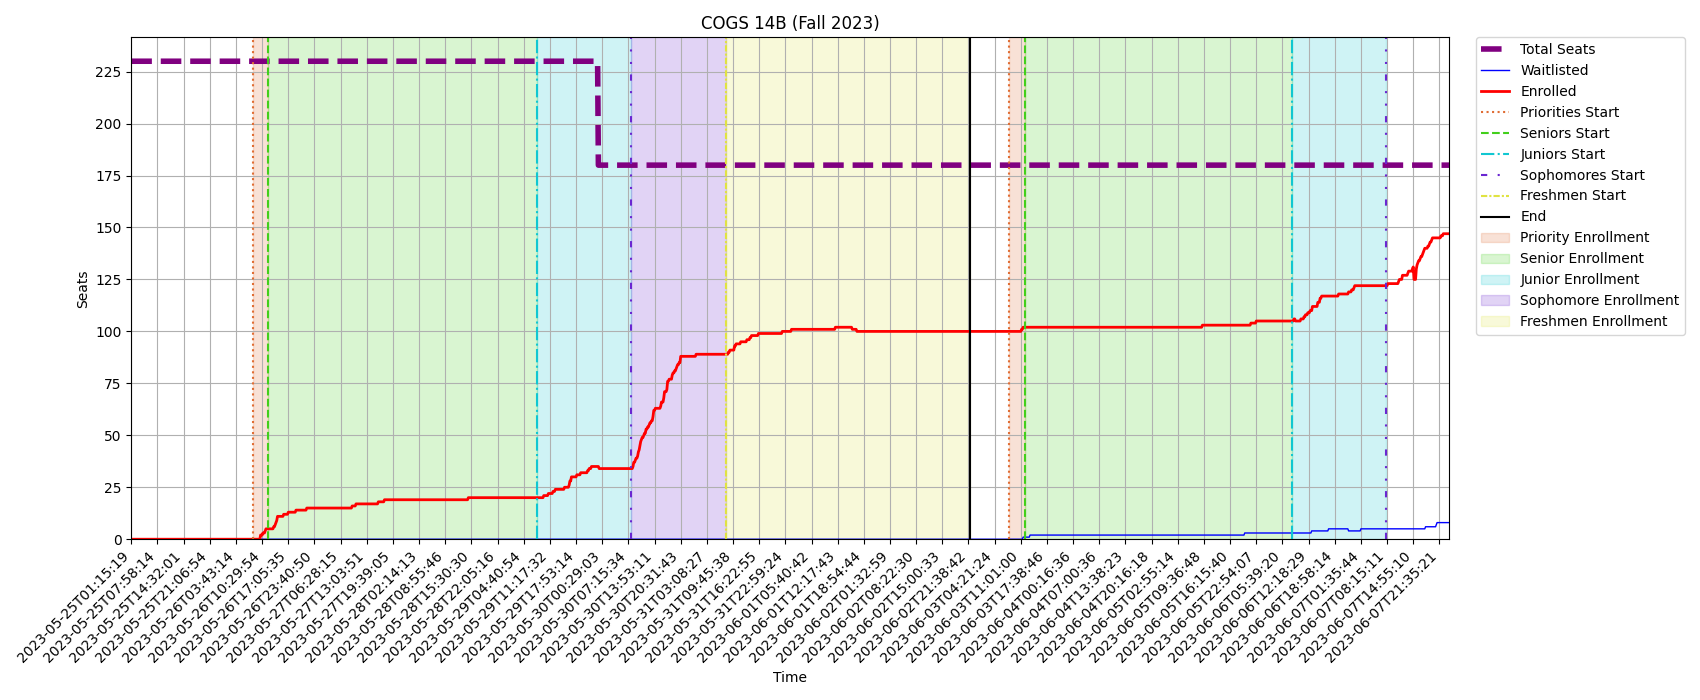 COGS 14B (Fall 2023)
Seats
225
200
175
150
125
100
75
50
25
0
2023-05-25T01:15:19
2023-05-25T07:58:14
2023-05-25T14:32:01
2023-05-25T21:06:54
2023-05-26T03:43:14
2023-05-26T10:29:54
2023-05-26T17:05:35
2023-05-26T23:40:50
2023-05-27T06:28:15
2023-05-27T13:03:51
2023-05-27T19:39:05
2023-05-28T02:14:13
2023-05-28T08:55:46
2023-05-28T15:30:30
2023-05-28T22:05:16
2023-05-29T04:40:54
2023-05-29T11:17:32
2023-05-29T17:53:14
2023-05-30T00:29:03
2023-05-30T07:15:34
2023-05-30T13:53:11
2023-05-30T20:31:43
2023-05-31T03:08:27
2023-05-31T09:45:38
2023-05-31T16:22:55
2023-05-31T22:59:24
2023-06-01T05:40:42
2023-06-01T12:17:43
2023-06-01T18:54:44
2023-06-02T01:32:59
2023-06-02T08:22:30
2023-06-02T15:00:33
2023-06-02T21:38:42
2023-06-03T04:21:24
2023-06-03T11:01:00
2023-06-03T17:38:46
2023-06-04T00:16:36
2023-06-04T07:00:36
2023-06-04T13:38:23
2023-06-04T20:16:18
2023-06-05T02:55:14
2023-06-05T09:36:48
2023-06-05T16:15:40
2023-06-05T22:54:07
2023-06-06T05:39:20
2023-06-06T12:18:29
2023-06-06T18:58:14
2023-06-07T01:35:44
2023-06-07T08:15:11
2023-06-07T14:55:10
2023-06-07T21:35:21
Time
Total Seats
Waitlisted
Enrolled
Priorities Start
Seniors Start
Juniors Start
Sophomores Start
Freshmen Start
End
Priority Enrollment
Senior Enrollment
Junior Enrollment
Sophomore Enrollment
Freshmen Enrollment